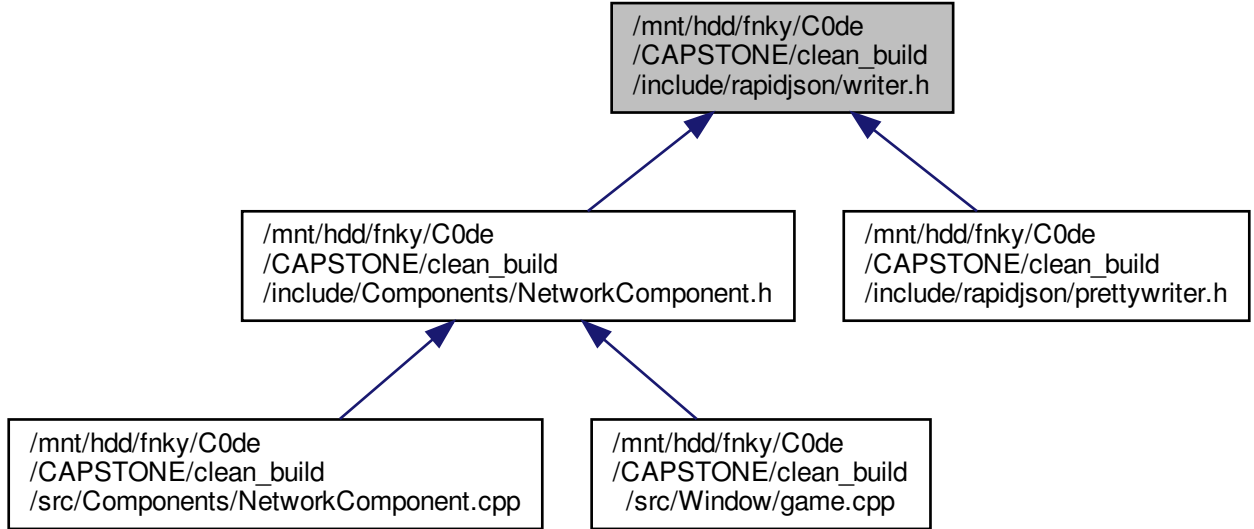 /mnt/hdd/fnky/C0de
/CAPSTONE/clean_build
/include/rapidjson/writer.h
/mnt/hdd/fnky/C0de
/CAPSTONE/clean_build
/include/Components/NetworkComponent.h
/mnt/hdd/fnky/C0de
/CAPSTONE/clean_build
/include/rapidjson/prettywriter.h
/mnt/hdd/fnky/C0de
/CAPSTONE/clean_build
/src/Components/NetworkComponent.cpp
/mnt/hdd/fnky/C0de
/CAPSTONE/clean_build
/src/Window/game.cpp